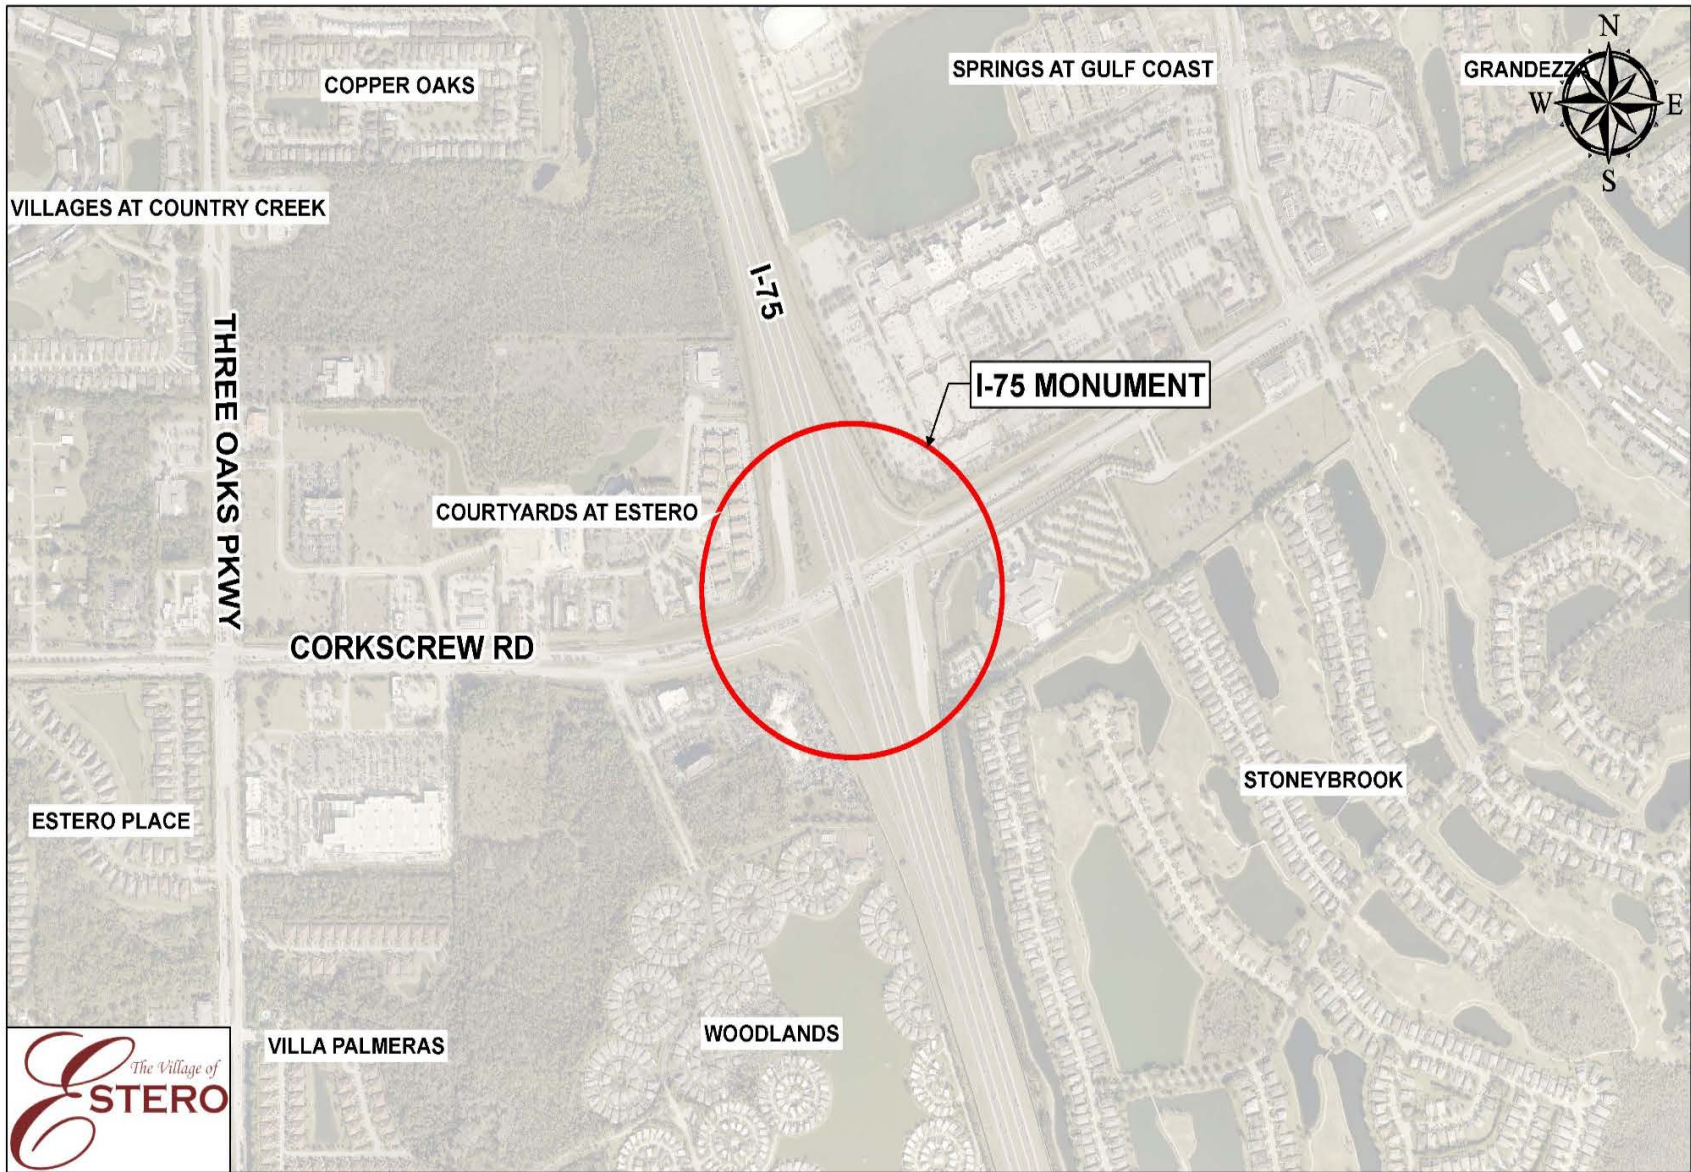 N
SPRINGS AT GULF COAST
GRANDEZZA
COPPER OAKS
W
E
S
VILLAGES AT COUNTRY CREEK
I-75
THREE OAKS PKWY
I-75 MONUMENT
COURTYARDS AT ESTERO
CORKSCREW RD
STONEYBROOK
ESTERO PLACE
WOODLANDS
VILLA PALMERAS
The Village of
ESTERO